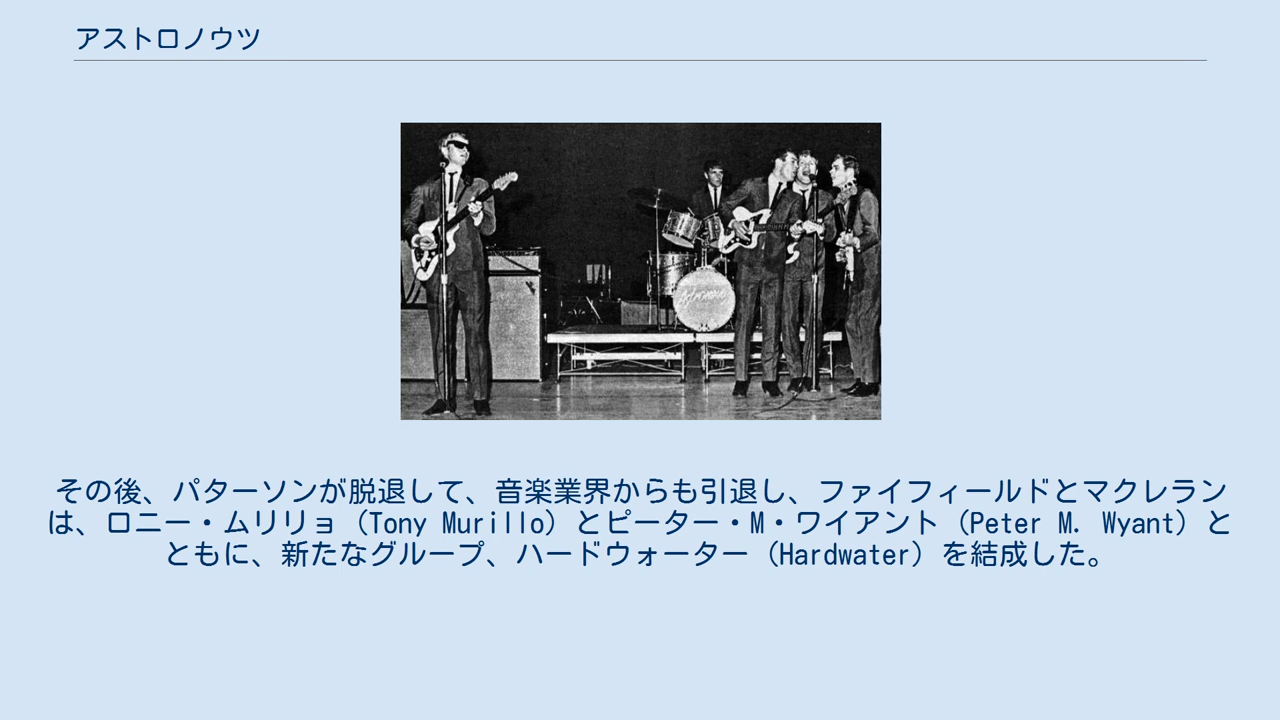 アストロノウツ
その後、パターソンが脱退して、音楽業界からも引退し、ファイフィールドとマクレラン
は、ロニー・ムリリョ（Tony Murillo）とピーター・M・ワイアント（Peter M. Wyant）と
ともに、新たなグループ、ハードウォーター（Hardwater）を結成した。